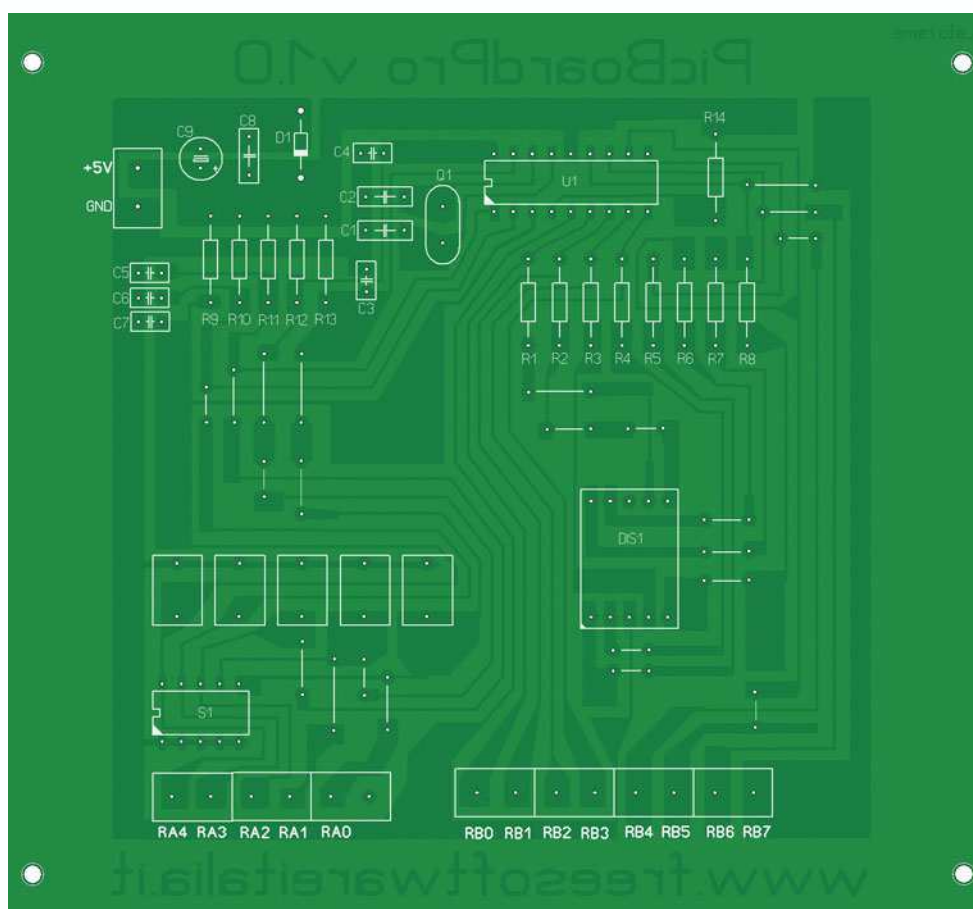 PicBoardPro v1.0
C9
C8
D1
C4
R14
+5V
GND
C2
Q1
U1
C1
C5
C6
C7
C3
R9 R10 R11 R12 R13
R1 R2 R3 R4 R5 R6 R7 R8
DIS1
S1
RA4 RA3 RA2 RA1 RA0
RB0 RB1 RB2 RB3 RB4 RB5 RB6 RB7
www.freesoftwareitalia.it